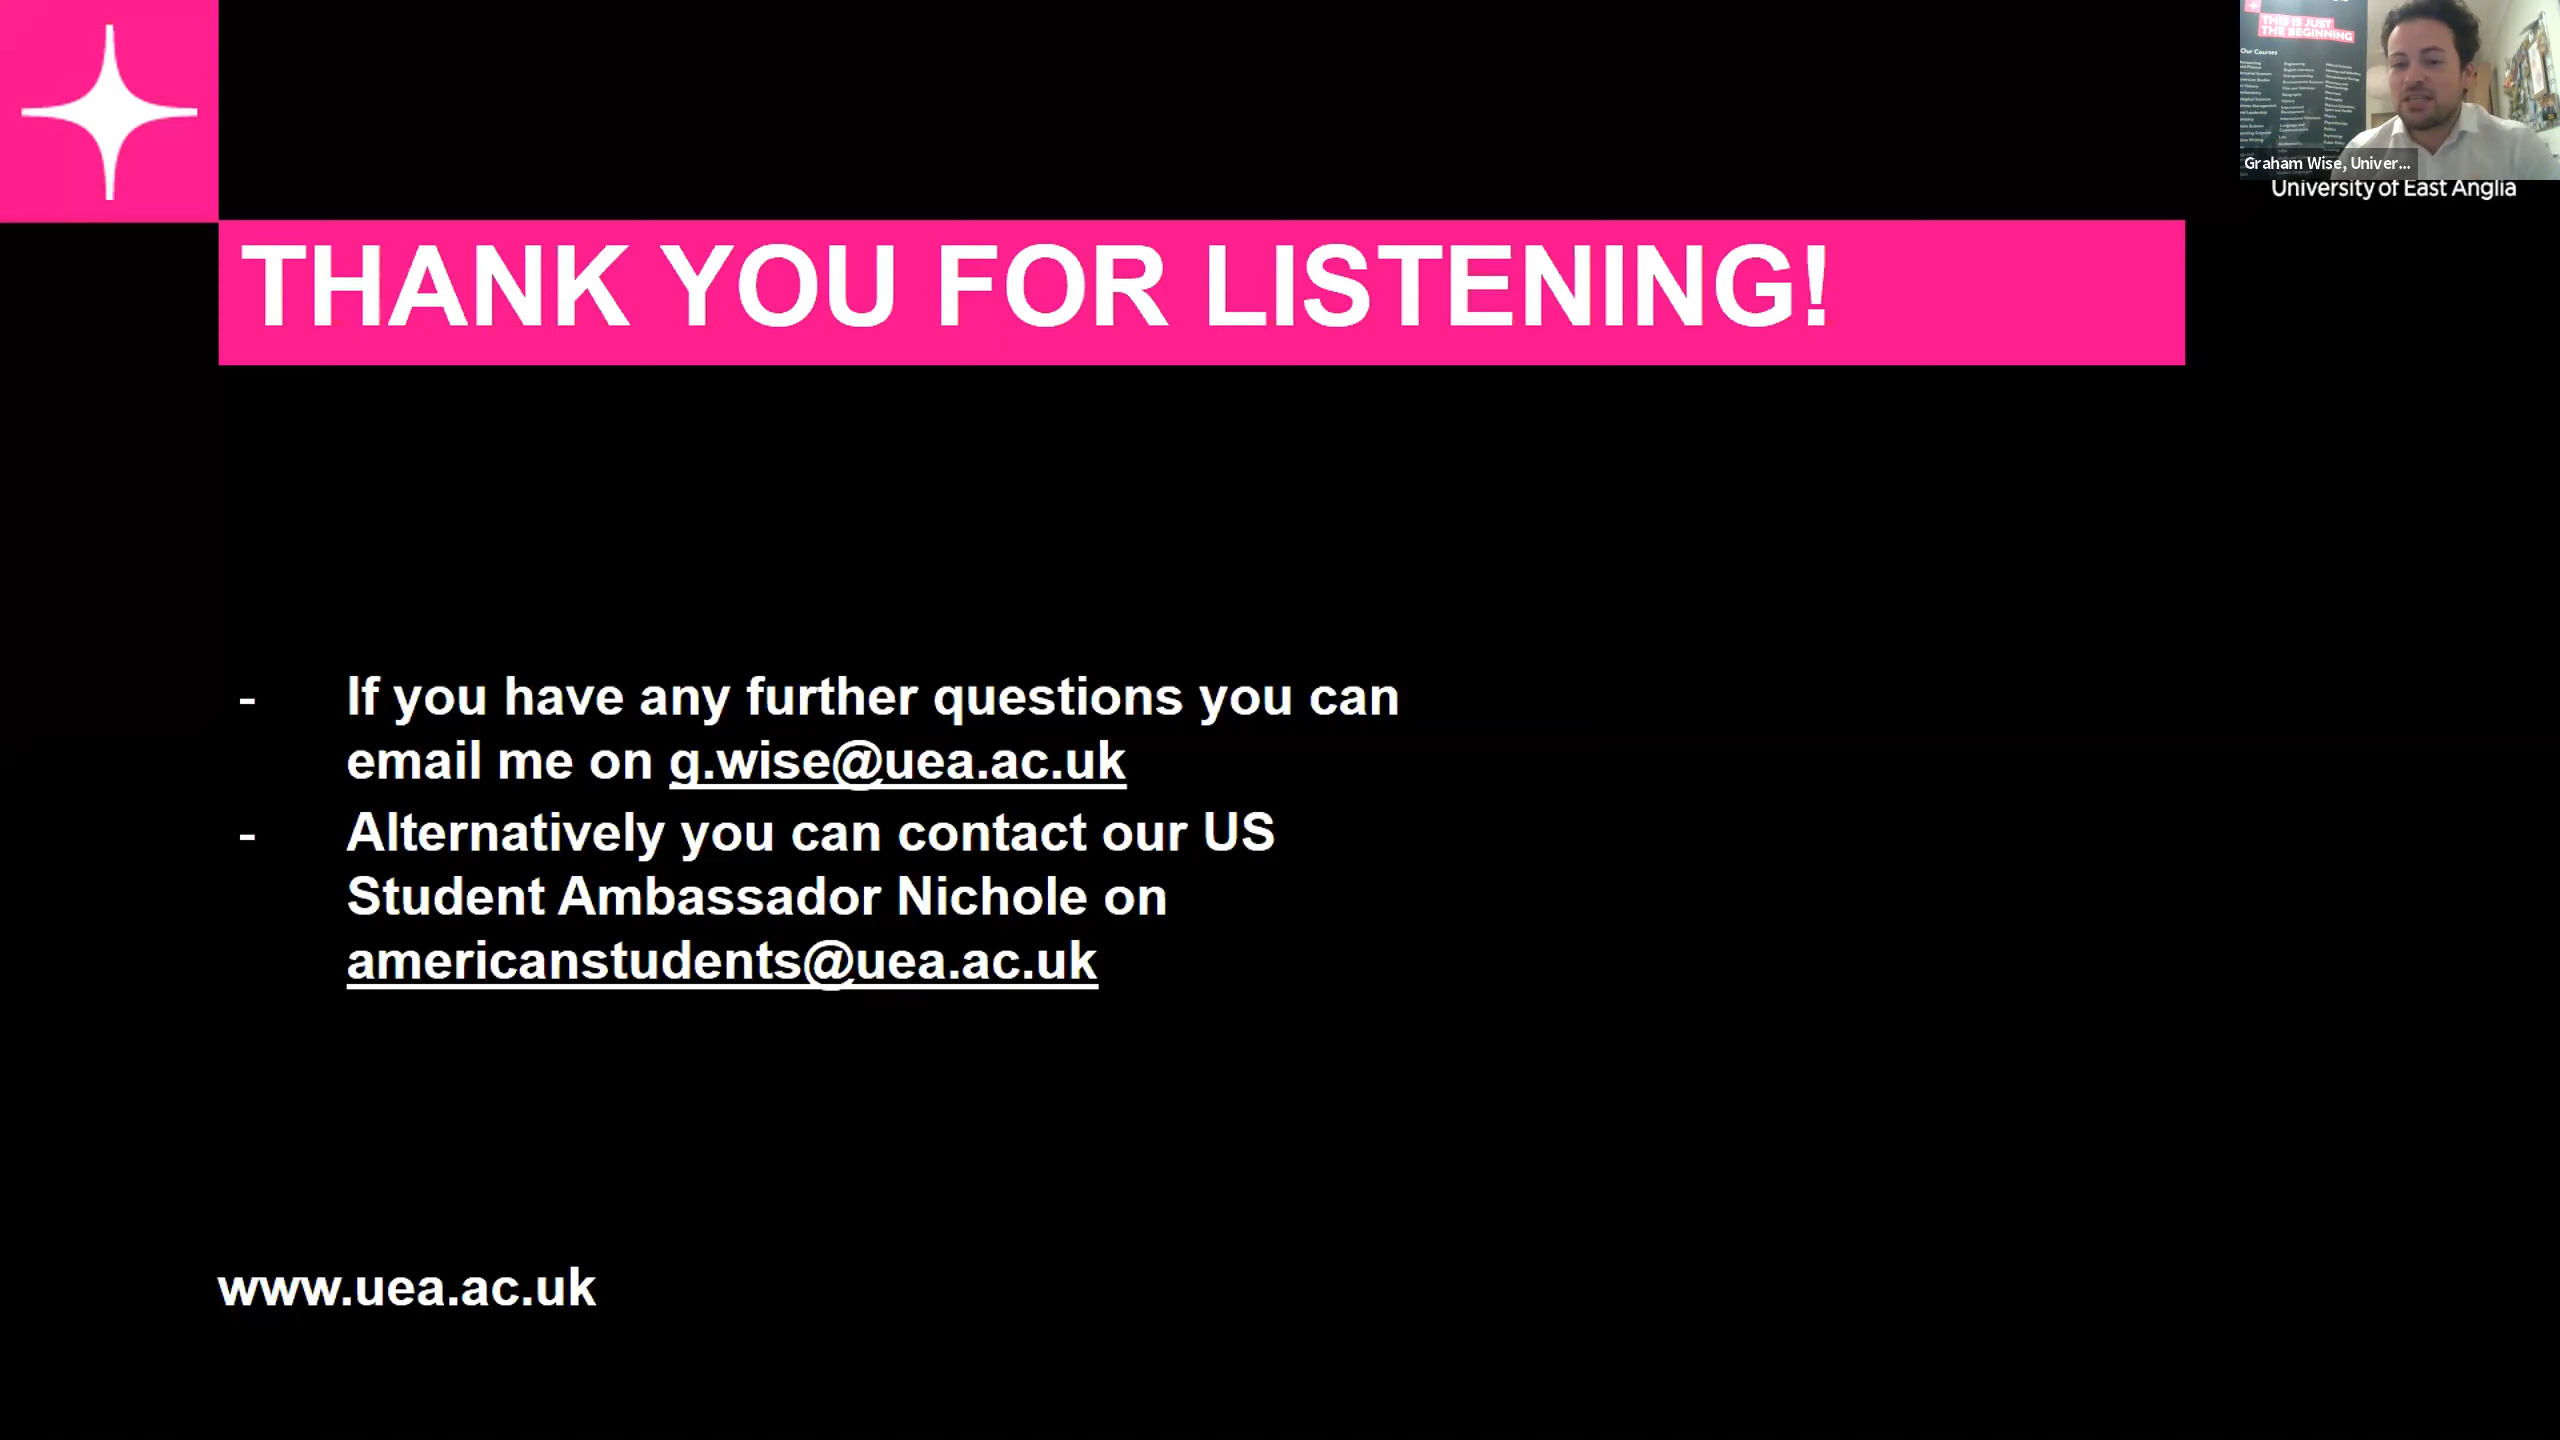 THIS IS JUST
THE BEGINNING
Our Courses
Graham Wise, Univer...
University of East Anglia
THANK YOU FOR LISTENING!
- If you have any further questions you can
email me on g.wise@uea.ac.uk
- Alternatively you can contact our US
Student Ambassador Nichole on
americanstudents@uea.ac.uk
www.uea.ac.uk